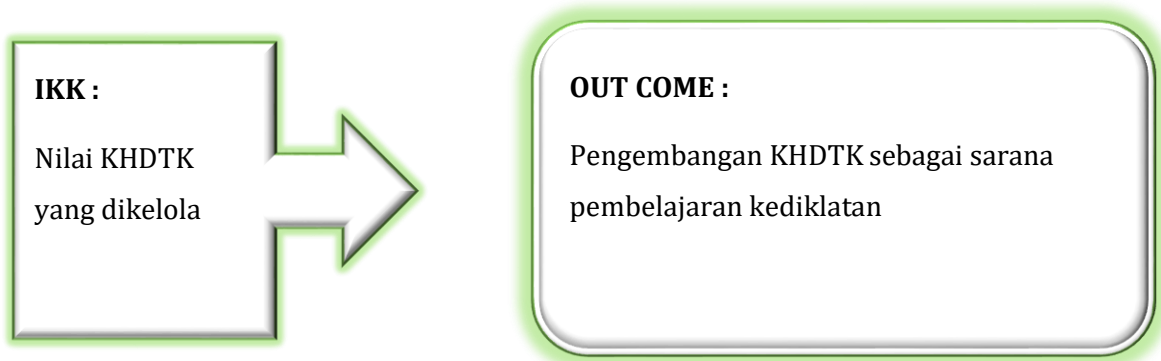 IKK :
Nilai KHDTK
yang dikelola
OUT COME :
Pengembangan KHDTK sebagai sarana
pembelajaran kediklatan